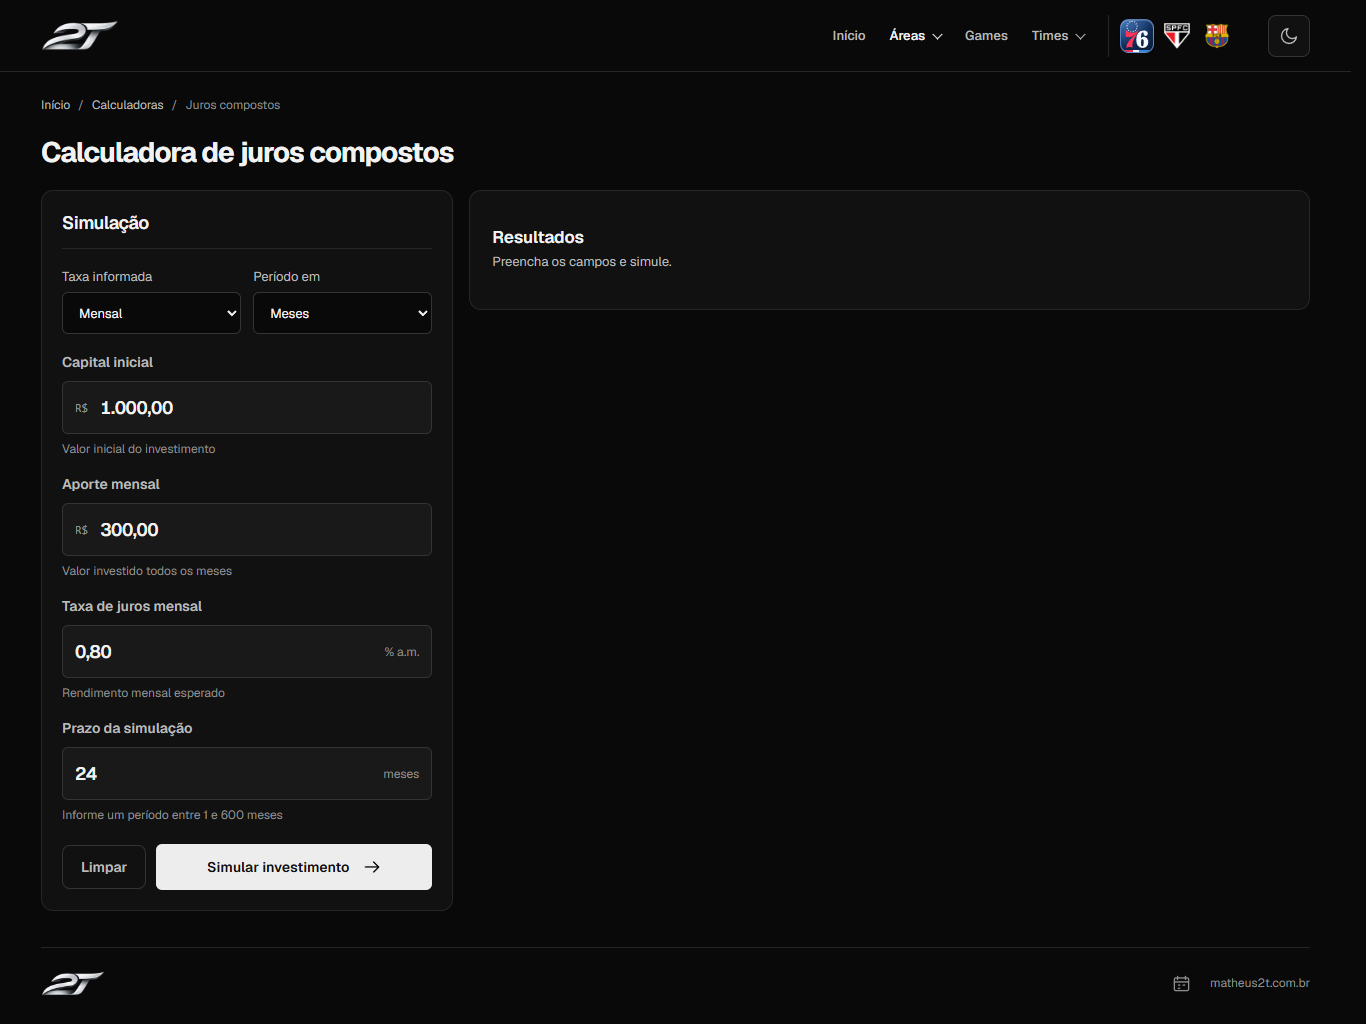 2T
Início Áreas Games Times
76
SPFC
Início / Calculadoras / Juros compostos
Calculadora de juros compostos
Simulação
Taxa informada Período em
Mensal Meses
Capital inicial
R$ 1.000,00
Valor inicial do investimento
Aporte mensal
R$ 300,00
Valor investido todos os meses
Taxa de juros mensal
0,80 % a.m.
Rendimento mensal esperado
Prazo da simulação
24 meses
Informe um período entre 1 e 600 meses
Limpar Simular investimento
Resultados
Preencha os campos e simule.
2T
matheus2t.com.br